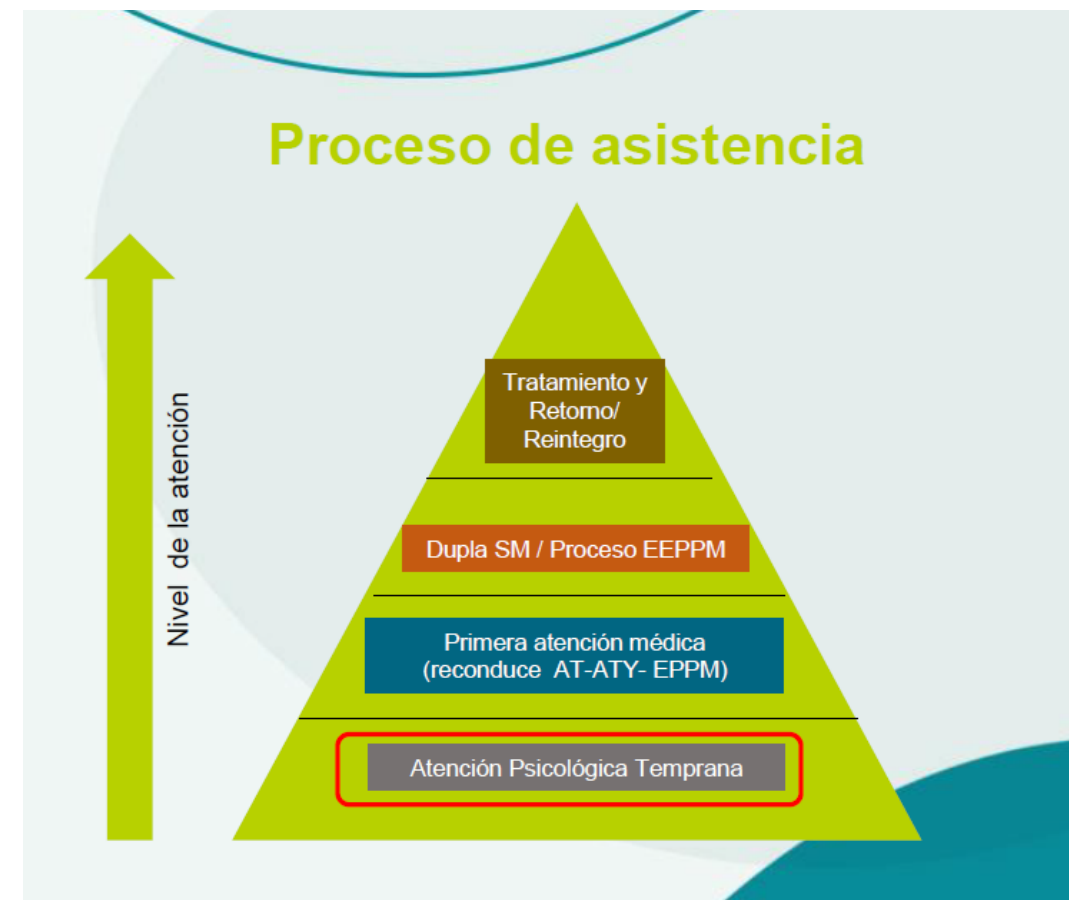 Proceso de asistencia
Nivel de la atención
Tratamiento y
Retorno/
Reintegro
Dupla SM / Proceso EEPPM
Primera atención médica
(reconduce AT-ATY- EPPM)
Atención Psicológica Temprana